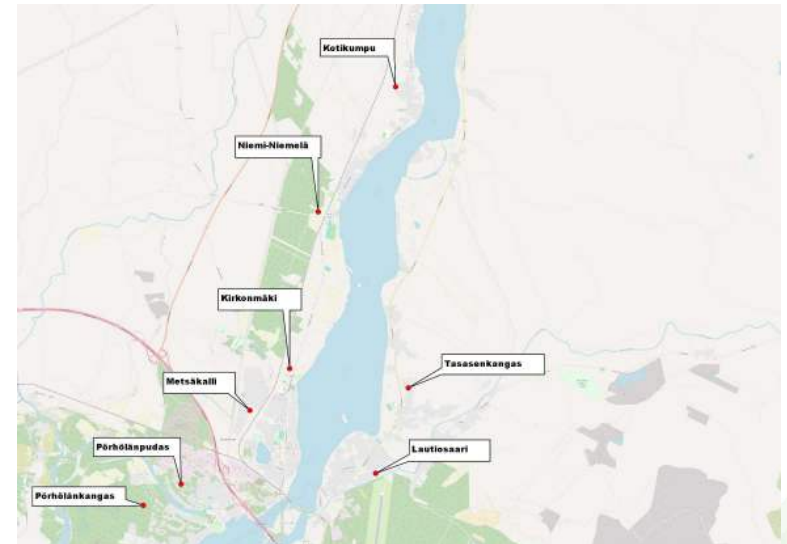 Kotikumpu
Niemi-Niemelä
Kirkonmäki
Tasasenkangas
Metsäkalli
Pörhölänpudas
Lautiosaari
Pörhölänkangas